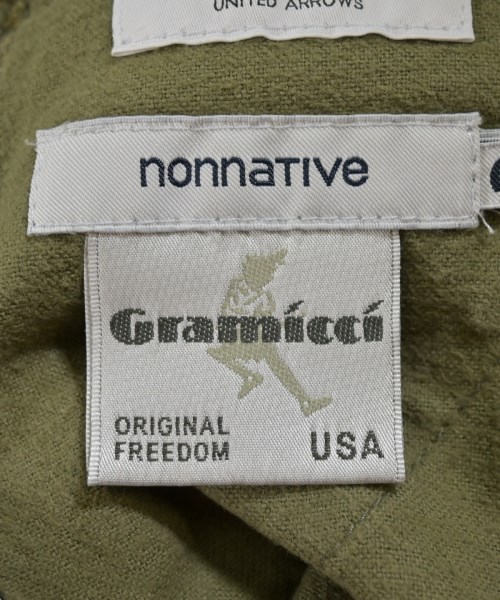 UNITED ARROWS
nonnative
Gramicci
ORIGINAL
FREEDOM
USA